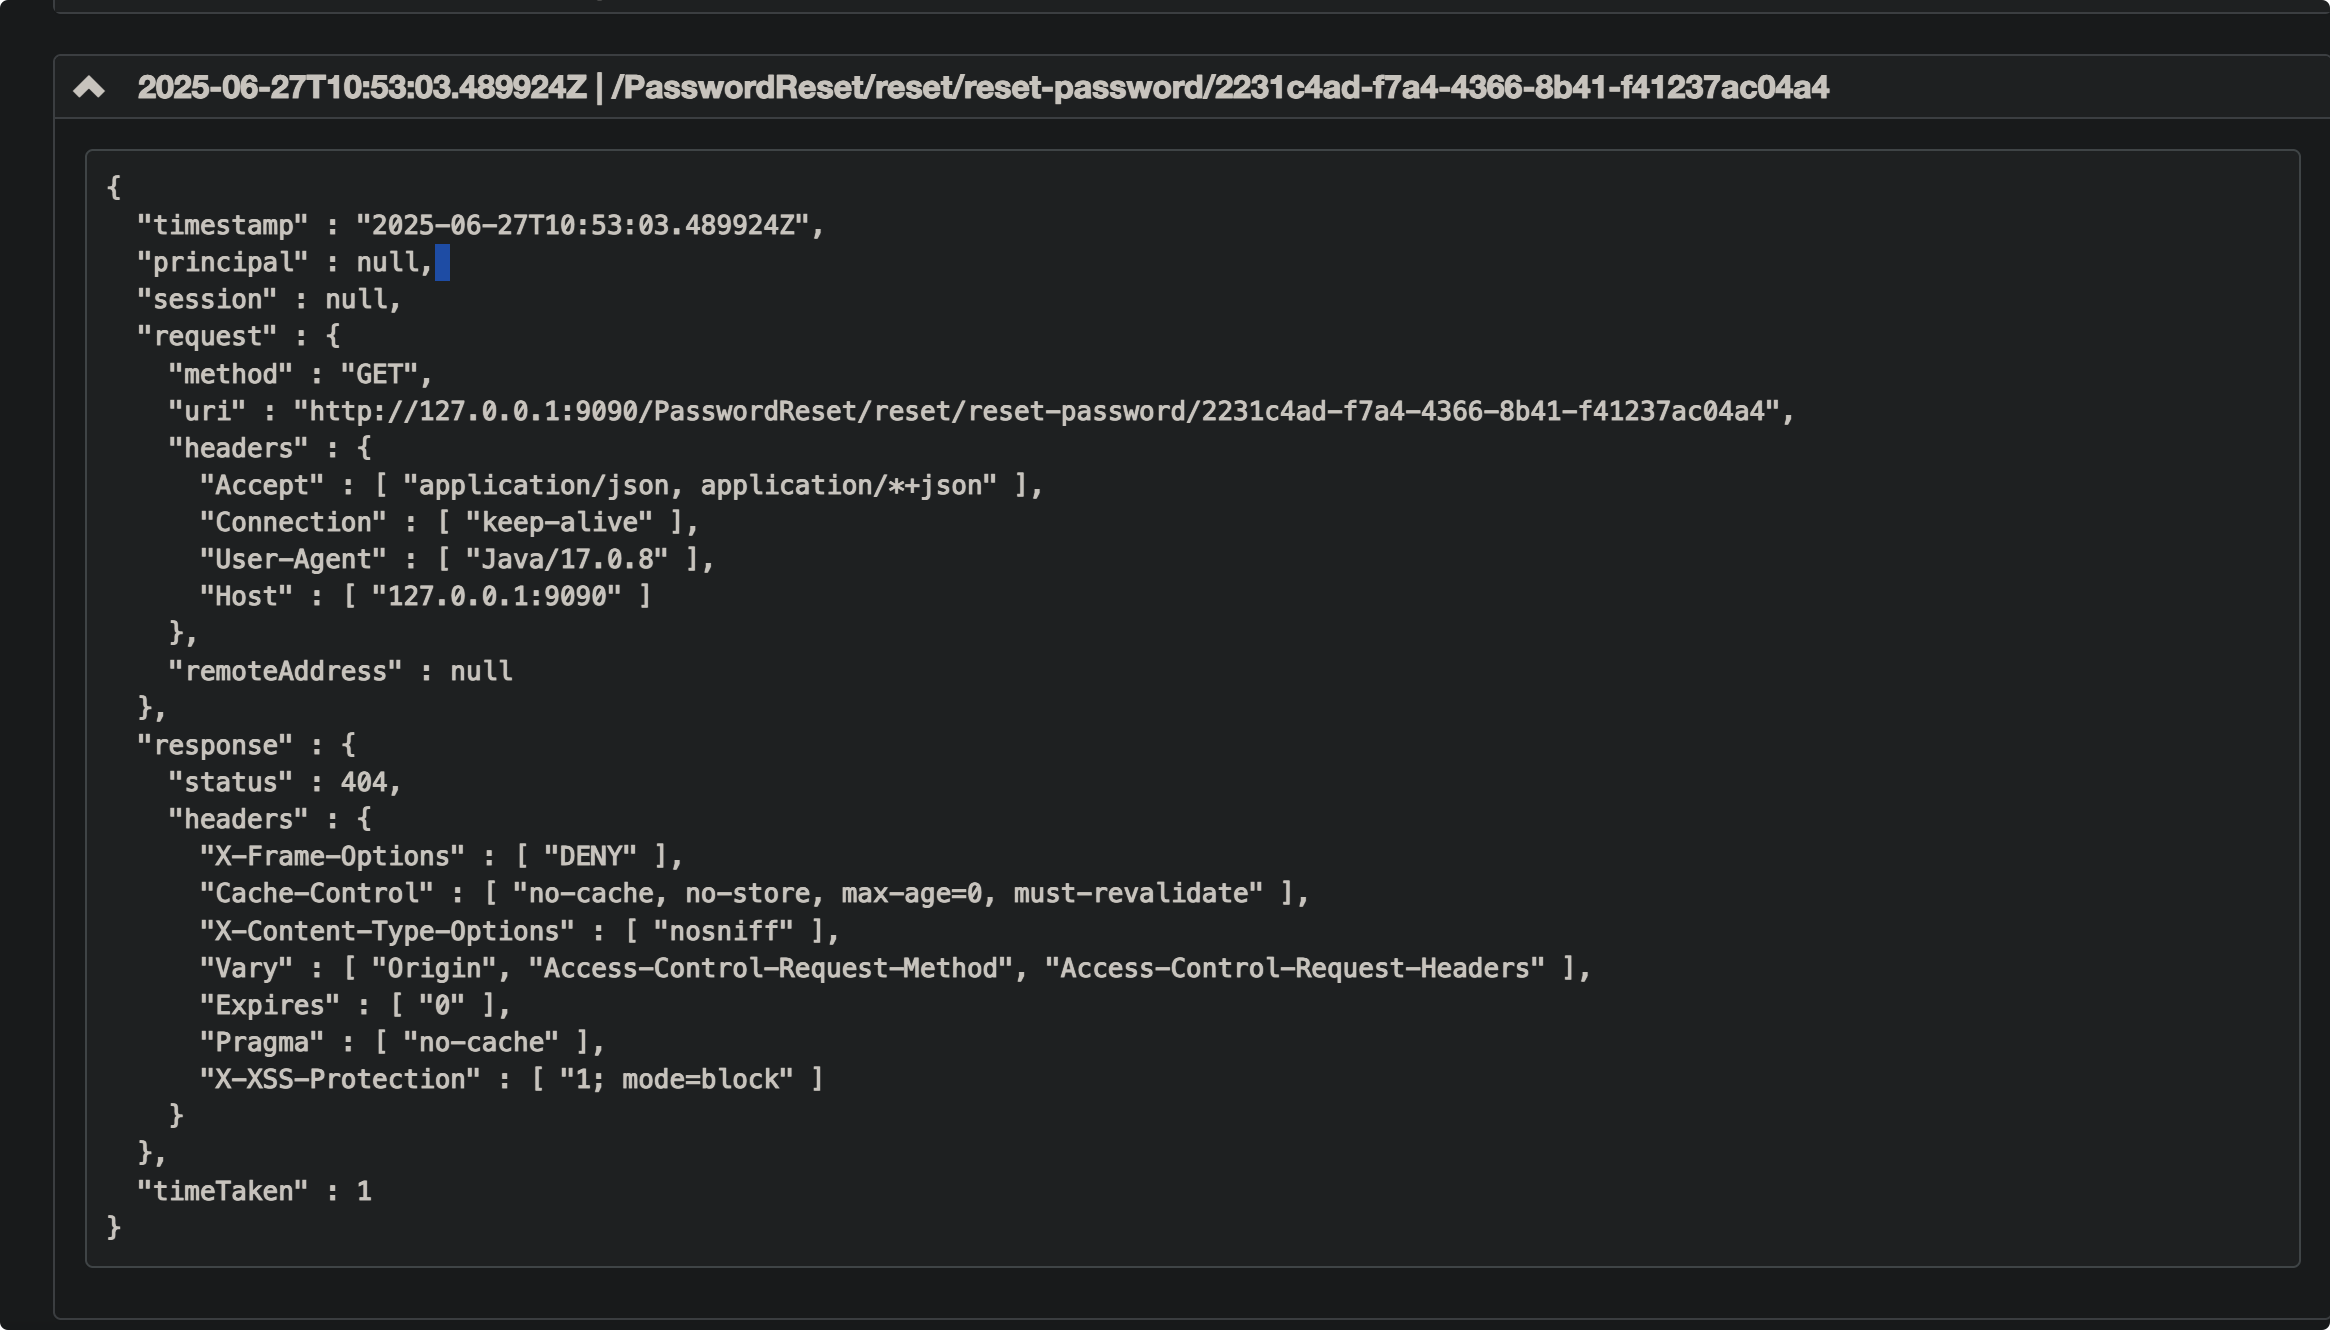 2025-06-27T10:53:03.489924Z | /PasswordReset/reset/reset-password/2231c4ad-f7a4-4366-8b41-f41237ac04a4
{
  "timestamp" : "2025-06-27T10:53:03.489924Z",
  "principal" : null,
  "session" : null,
  "request" : {
    "method" : "GET",
    "uri" : "http://127.0.0.1:9090/PasswordReset/reset/reset-password/2231c4ad-f7a4-4366-8b41-f41237ac04a4",
    "headers" : {
      "Accept" : [ "application/json, application/*+json" ],
      "Connection" : [ "keep-alive" ],
      "User-Agent" : [ "Java/17.0.8" ],
      "Host" : [ "127.0.0.1:9090" ]
    },
    "remoteAddress" : null
  },
  "response" : {
    "status" : 404,
    "headers" : {
      "X-Frame-Options" : [ "DENY" ],
      "Cache-Control" : [ "no-cache, no-store, max-age=0, must-revalidate" ],
      "X-Content-Type-Options" : [ "nosniff" ],
      "Vary" : [ "Origin", "Access-Control-Request-Method", "Access-Control-Request-Headers" ],
      "Expires" : [ "0" ],
      "Pragma" : [ "no-cache" ],
      "X-XSS-Protection" : [ "1; mode=block" ]
    }
  },
  "timeTaken" : 1
}